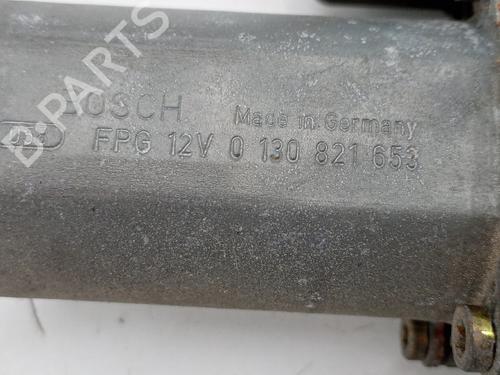 BOSCH Made in Germany
FPG 12V 0 130 821 653
B-PARTS